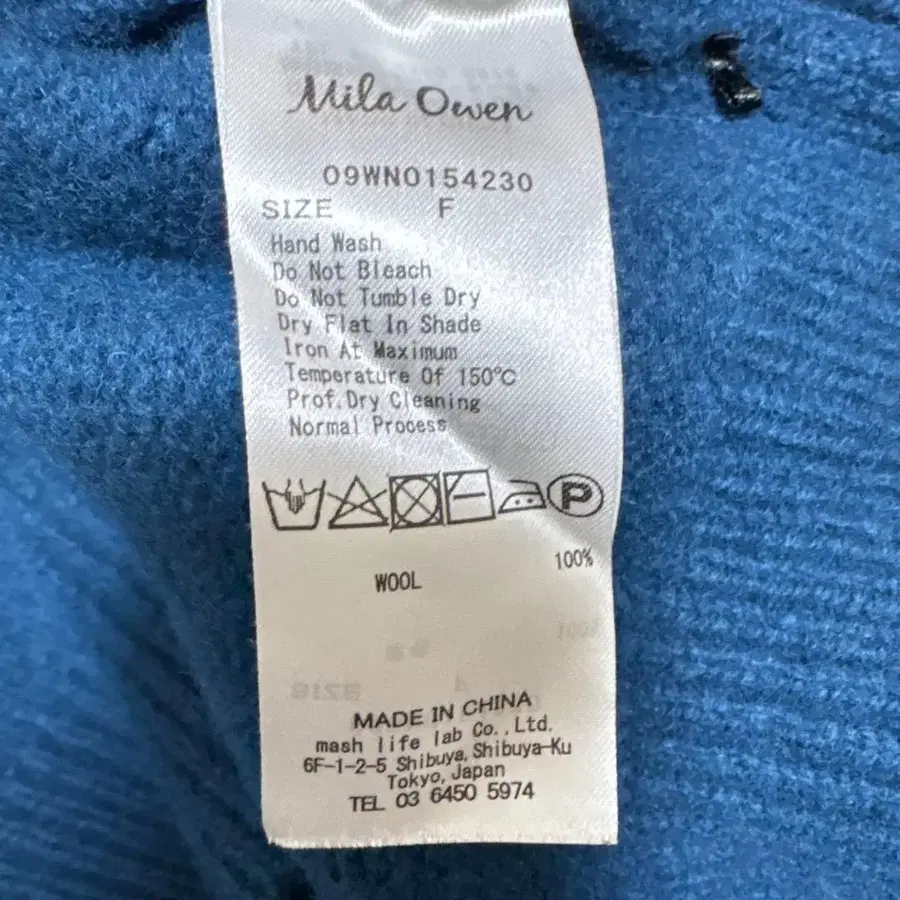 Mila Owen
09WNO154230
SIZE F
Hand Wash
Do Not Bleach
Do Not Tumble Dry
Dry Flat In Shade
Iron At Maximum
Temperature Of 150℃
Prof.Dry Cleaning
Normal Process
P
WOOL 100%
MADE IN CHINA
mash life lab Co.,Ltd.
6F-1-2-5 Shibuya,Shibuya-Ku
Tokyo,Japan
TEL 03 6450 5974